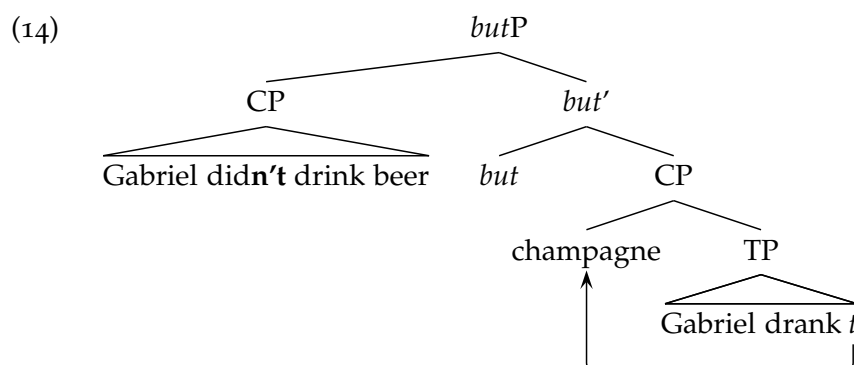 (14)
butP
CP but'
Gabriel didn't drink beer but CP
champagne TP
Gabriel drank t